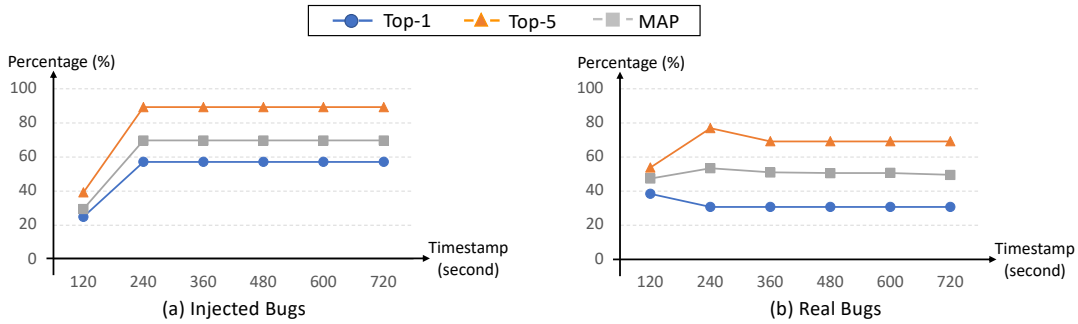 Top-1 Top-5 MAP
Percentage (%)
100
80
60
40
20
0
120 240 360 480 600 720
Timestamp
(second)
(a) Injected Bugs
Percentage (%)
100
80
60
40
20
0
120 240 360 480 600 720
Timestamp
(second)
(b) Real Bugs